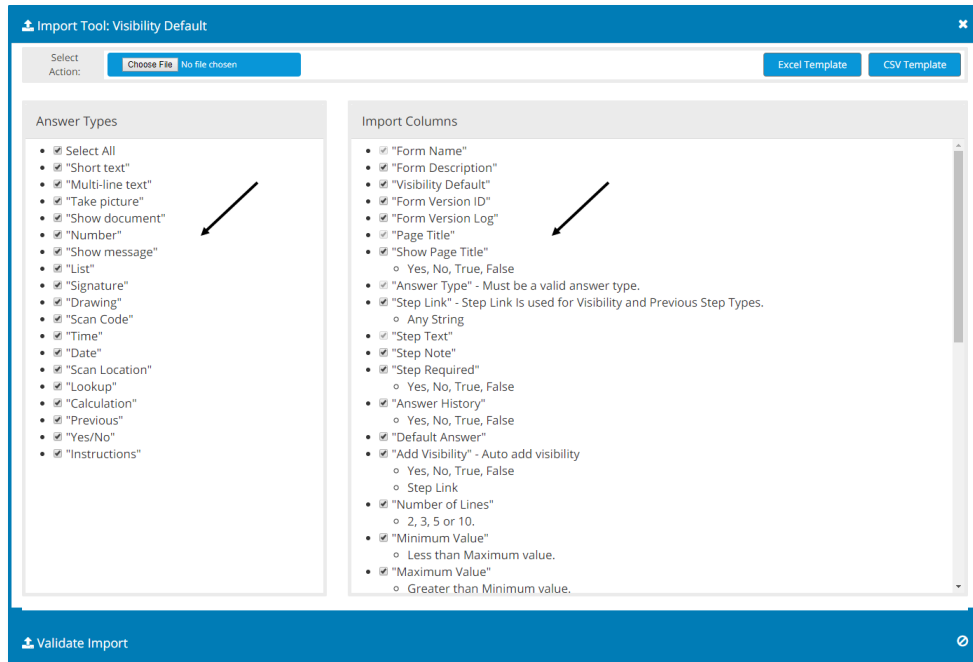 Import Tool: Visibility Default
Select
Action:
Choose File No file chosen
Excel Template
CSV Template
Answer Types
Select All
"Short text"
"Multi-line text"
"Take picture"
"Show document"
"Number"
"Show message"
"List"
"Signature"
"Drawing"
"Scan Code"
"Time"
"Date"
"Scan Location"
"Lookup"
"Calculation"
"Previous"
"Yes/No"
"Instructions"
Import Columns
"Form Name"
"Form Description"
"Visibility Default"
"Form Version ID"
"Form Version Log"
"Page Title"
"Show Page Title"
Yes, No, True, False
"Answer Type" - Must be a valid answer type.
"Step Link" - Step Link Is used for Visibility and Previous Step Types.
Any String
"Step Text"
"Step Note"
"Step Required"
Yes, No, True, False
"Answer History"
Yes, No, True, False
"Default Answer"
"Add Visibility" - Auto add visibility
Yes, No, True, False
Step Link
"Number of Lines"
2, 3, 5 or 10.
"Minimum Value"
Less than Maximum value.
"Maximum Value"
Greater than Minimum value.
Validate Import